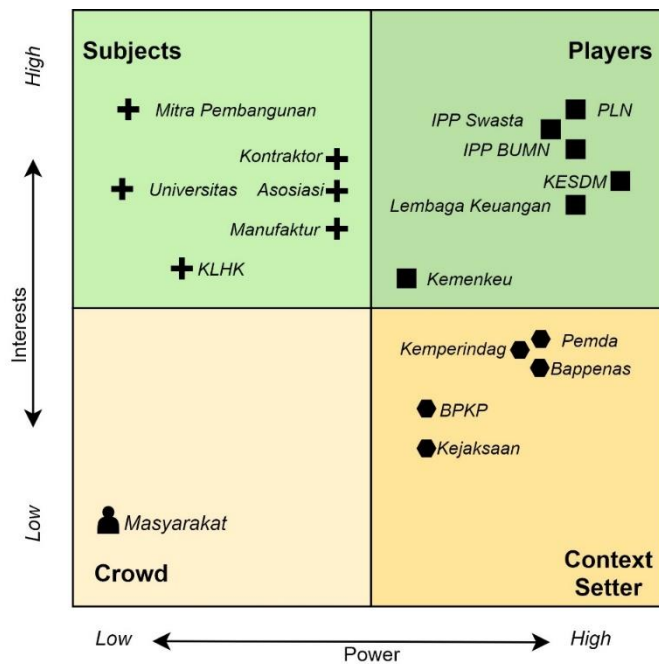 High
Interests
Low
Subjects
Mitra Pembangunan
Kontraktor
Universitas
Asosiasi
Manufaktur
KLHK
Players
PLN
IPP Swasta
IPP BUMN
KESDM
Lembaga Keuangan
Kemenkeu
Masyarakat
Crowd
Pemda
Kemperindag
Bappenas
BPKP
Kejaksaan
Context
Setter
Low
Power
High